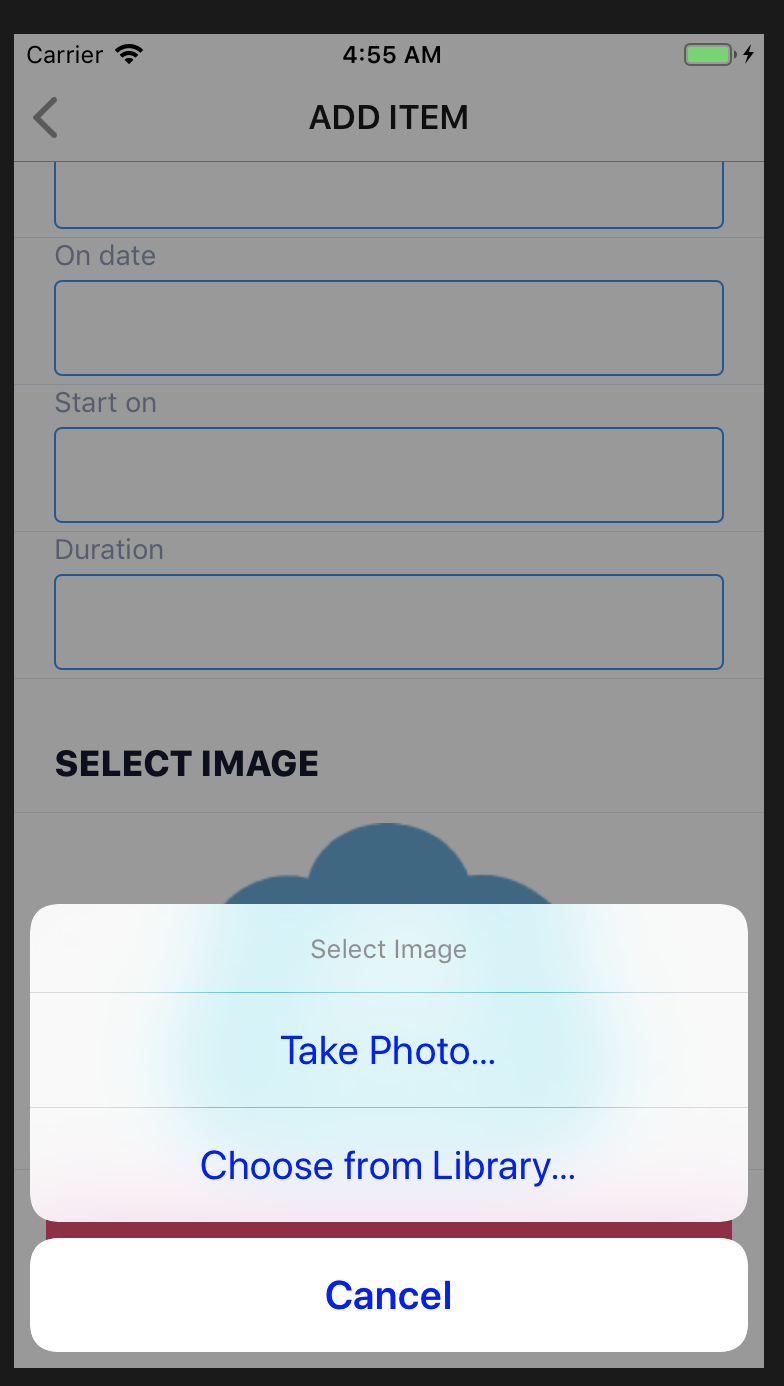 Carrier 4:55 AM
ADD ITEM
On date
Start on
Duration
SELECT IMAGE
Select Image
Take Photo...
Choose from Library...
Cancel